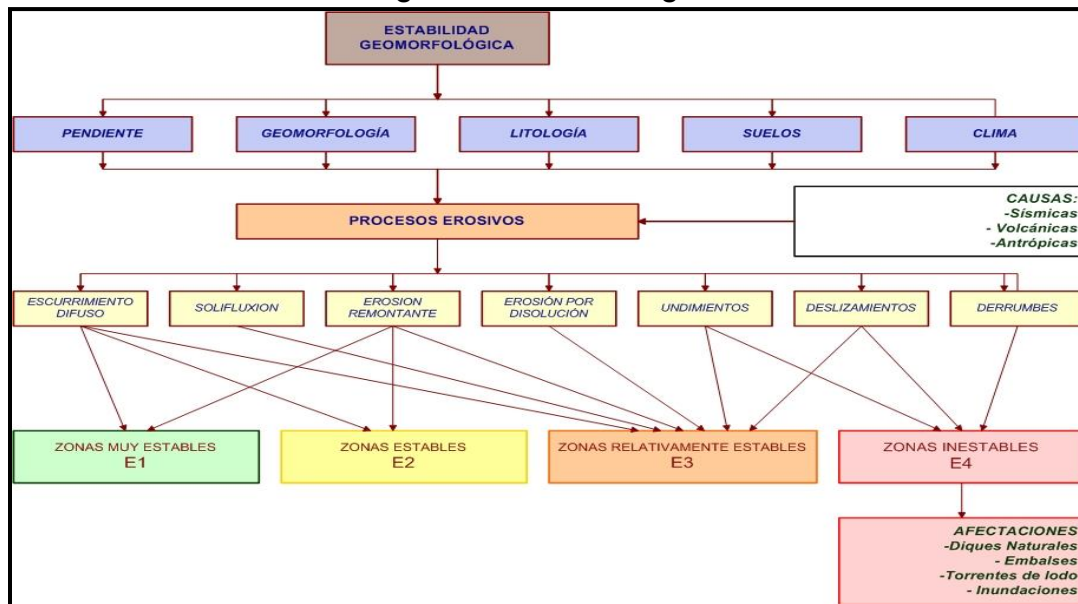 ESTABILIDAD
GEOMORFOLÓGICA
PENDIENTE
GEOMORFOLOGÍA
LITOLOGÍA
SUELOS
CLIMA
PROCESOS EROSIVOS
CAUSAS:
-Sísmicas
- Volcánicas
-Antrópicas
ESCURRIMIENTO
DIFUSO
SOLIFLUXION
EROSION
REMONTANTE
EROSIÓN POR
DISOLUCIÓN
UNDIMIENTOS
DESLIZAMIENTOS
DERRUMBES
ZONAS MUY ESTABLES
E1
ZONAS ESTABLES
E2
ZONAS RELATIVAMENTE ESTABLES
E3
ZONAS INESTABLES
E4
AFECTACIONES
-Diques Naturales
- Embalses
-Torrentes de lodo
- Inundaciones